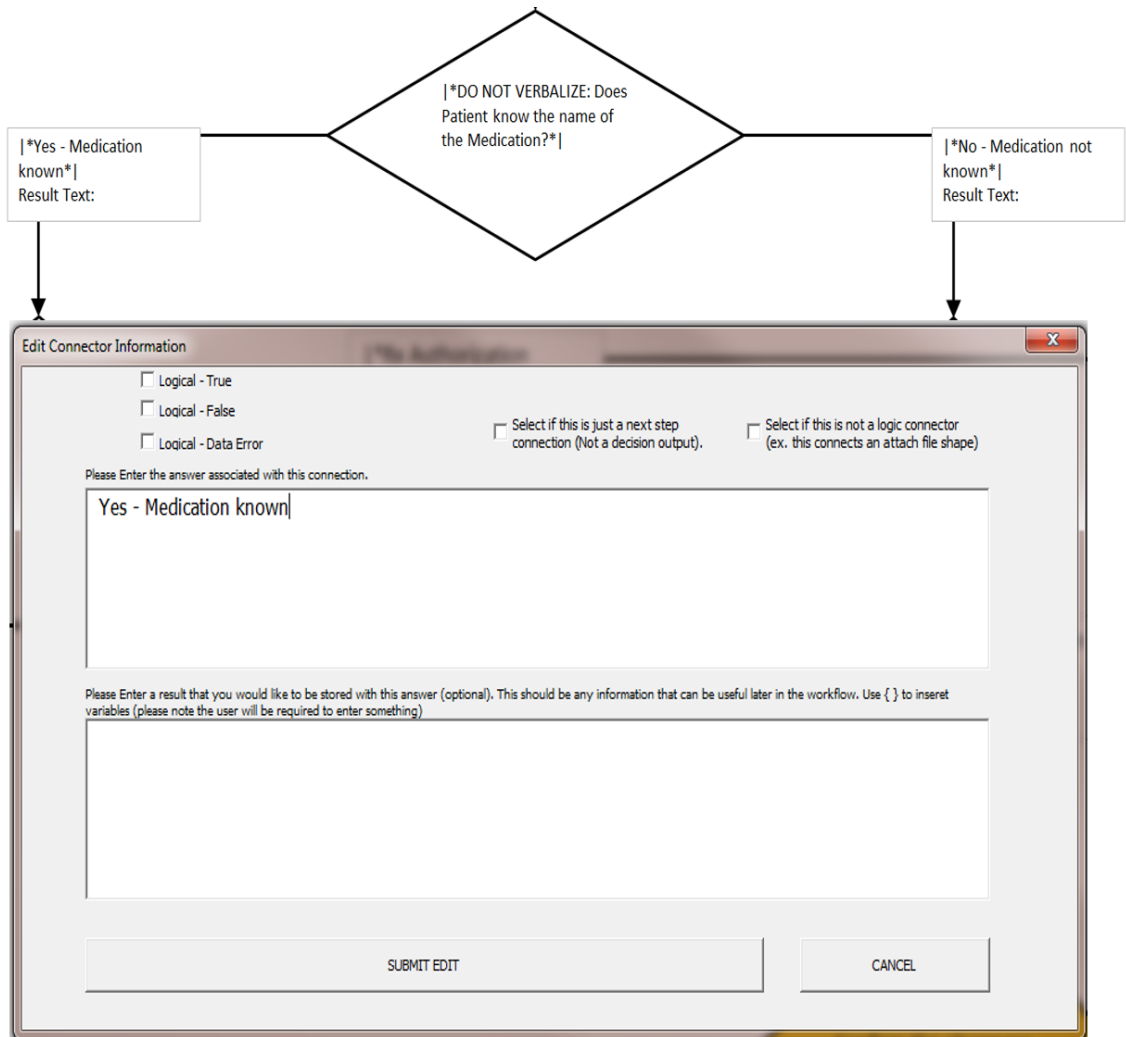 |*DO NOT VERBALIZE: Does
Patient know the name of
the Medication?*|
|*Yes - Medication
known*|
Result Text:
|*No - Medication not
known*|
Result Text:
Edit Connector Information
|*Rx Authorization
X
Logical - True
Logical - False
Logical - Data Error
Select if this is just a next step
connection (Not a decision output).
Select if this is not a logic connector
(ex. this connects an attach file shape)
Please Enter the answer associated with this connection.
Yes - Medication known
Please Enter a result that you would like to be stored with this answer (optional). This should be any information that can be useful later in the workflow. Use { } to inseret
variables (please note the user will be required to enter something)
SUBMIT EDIT
CANCEL